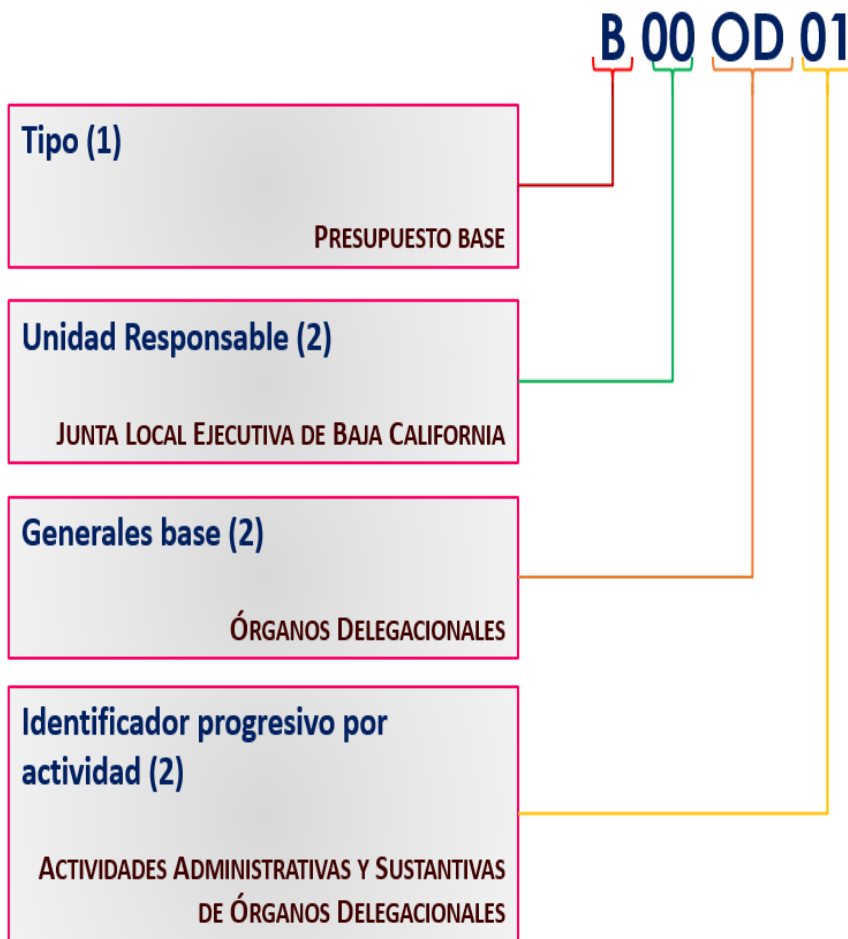 B 00 OD 01
Tipo (1)
PRESUPUESTO BASE
Unidad Responsable (2)
JUNTA LOCAL EJECUTIVA DE BAJA CALIFORNIA
Generales base (2)
ÓRGANOS DELEGACIONALES
Identificador progresivo por
actividad (2)
ACTIVIDADES ADMINISTRATIVAS Y SUSTANTIVAS
DE ÓRGANOS DELEGACIONALES